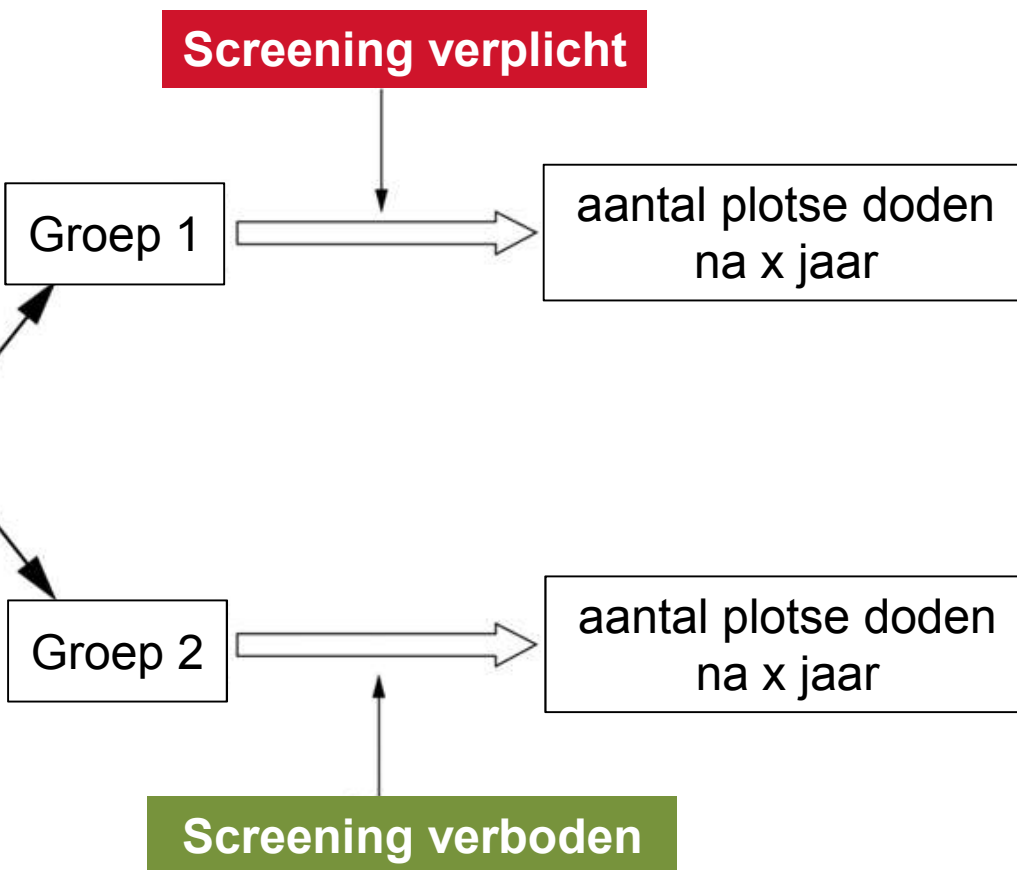 Screening verplicht
Groep 1
aantal plotse doden
na x jaar
Groep 2
aantal plotse doden
na x jaar
Screening verboden